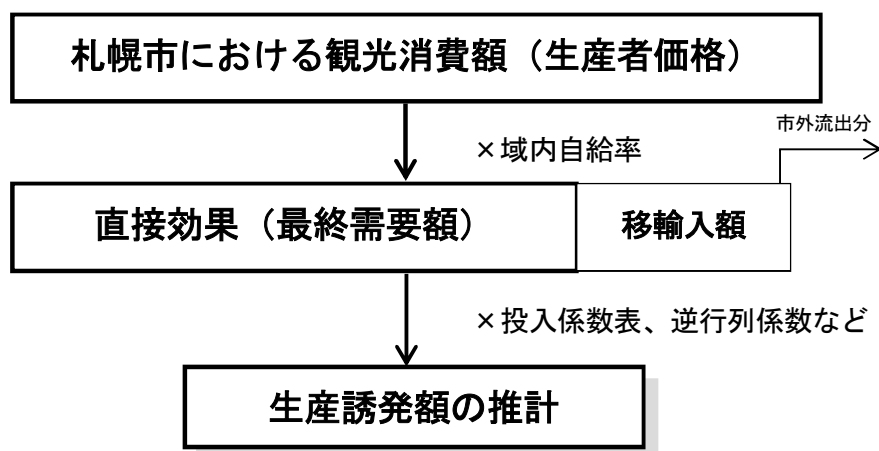 札幌市における観光消費額（生産者価格）
市外流出分
×域内自給率
直接効果（最終需要額）
移輸入額
×投入係数表、逆行列係数など
生産誘発額の推計